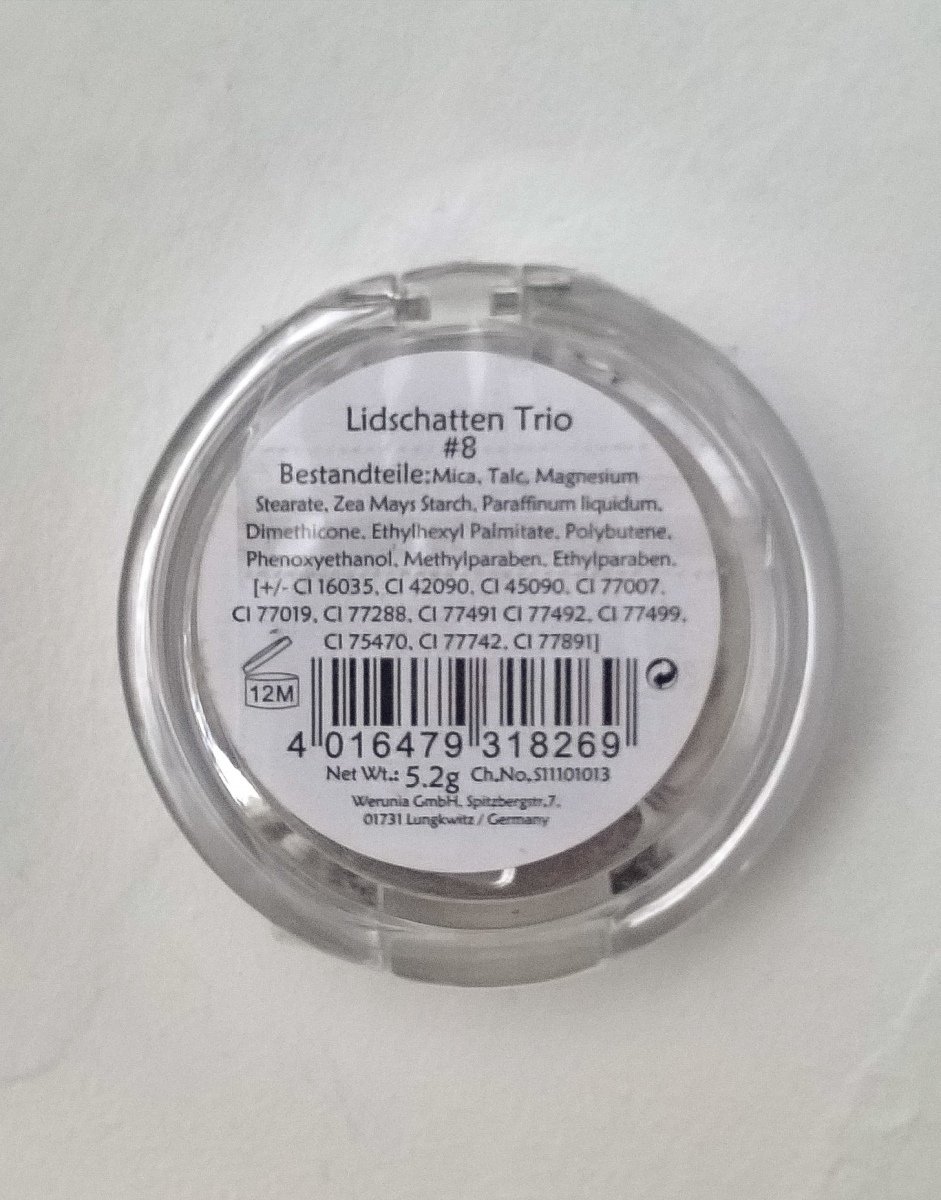 Lidschatten Trio
#8
Bestandteile:Mica, Talc, Magnesium
Stearate, Zea Mays Starch, Paraffinum liquidum,
Dimethicone, Ethylhexyl Palmitate, Polybutene,
Phenoxyethanol, Methylparaben, Ethylparaben.
[+/- CI 16035, CI 42090, CI 45090, CI 77007,
CI 77019, CI 77288, CI 77491 CI 77492, CI 77499,
CI 75470, CI 77742, CI 77891]
12M
4 016479 318269
Net Wt.: 5.2g Ch.No.S11101013
Werunia GmbH, Spitzbergstr.7,
01731 Lungkwitz / Germany